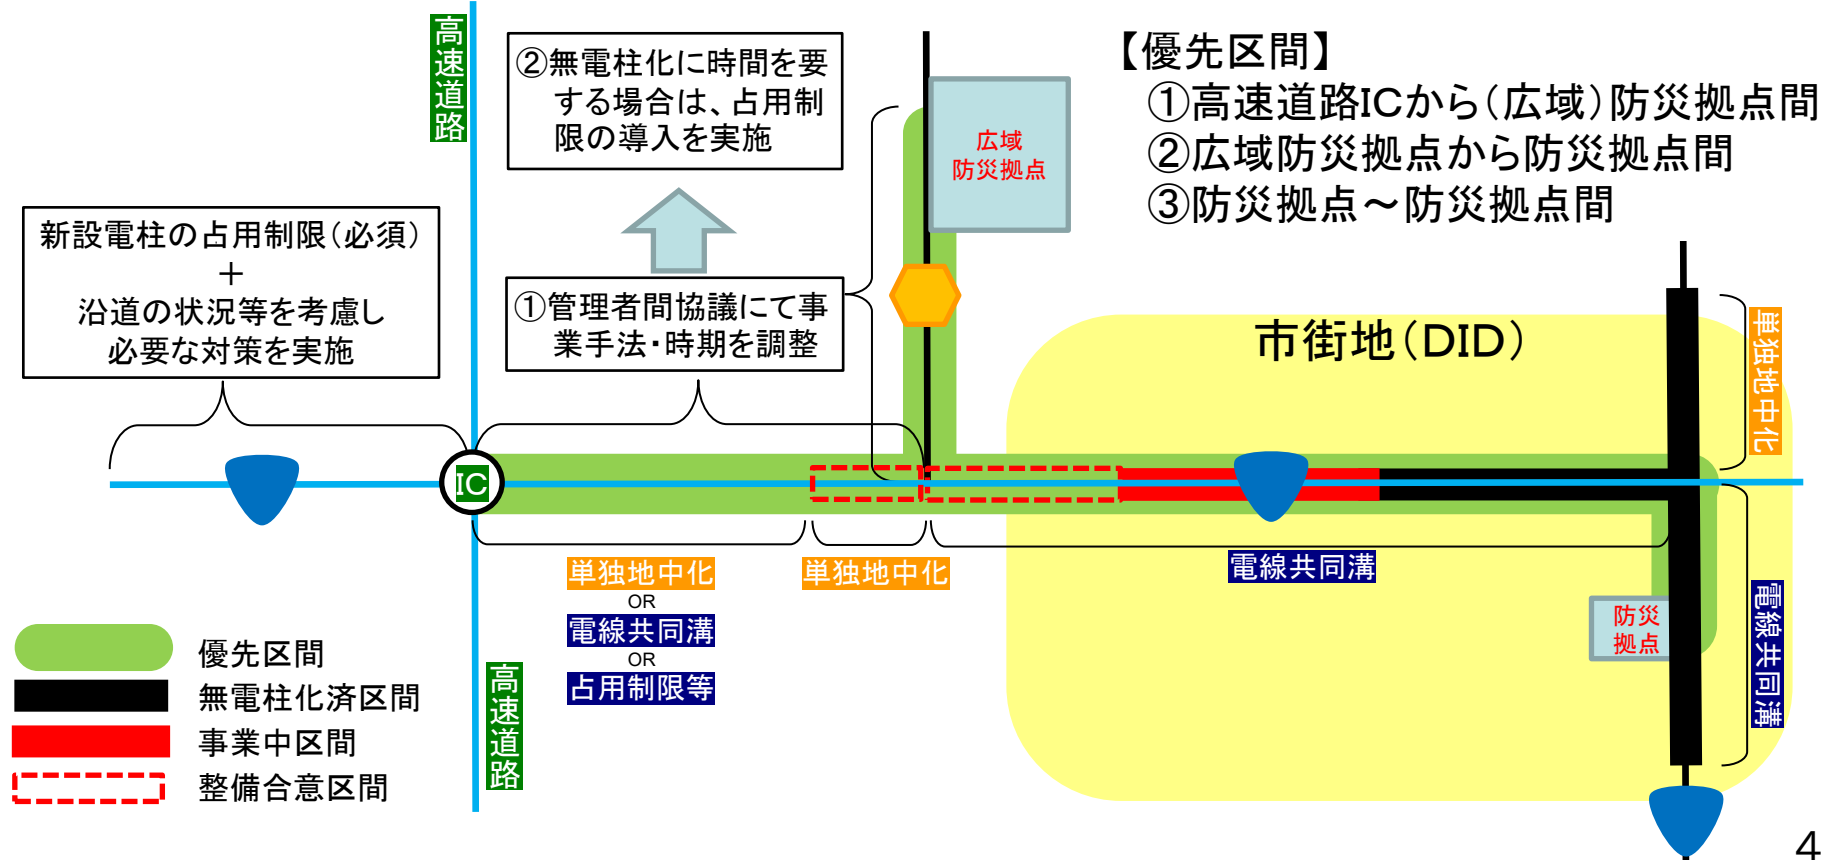 高速道路
②無電柱化に時間を要
する場合は、占用制
限の導入を実施
【優先区間】
①高速道路ICから（広域）防災拠点間
②広域防災拠点から防災拠点間
③防災拠点～防災拠点間
広域
防災拠点
新設電柱の占用制限（必須）
＋
沿道の状況等を考慮し
必要な対策を実施
①管理者間協議にて事
業手法・時期を調整
市街地（DID）
単独地中化
IC
単独地中化
OR
電線共同溝
OR
占用制限等
単独地中化
電線共同溝
防災
拠点
電線共同溝
高速道路
優先区間
無電柱化済区間
事業中区間
整備合意区間
4